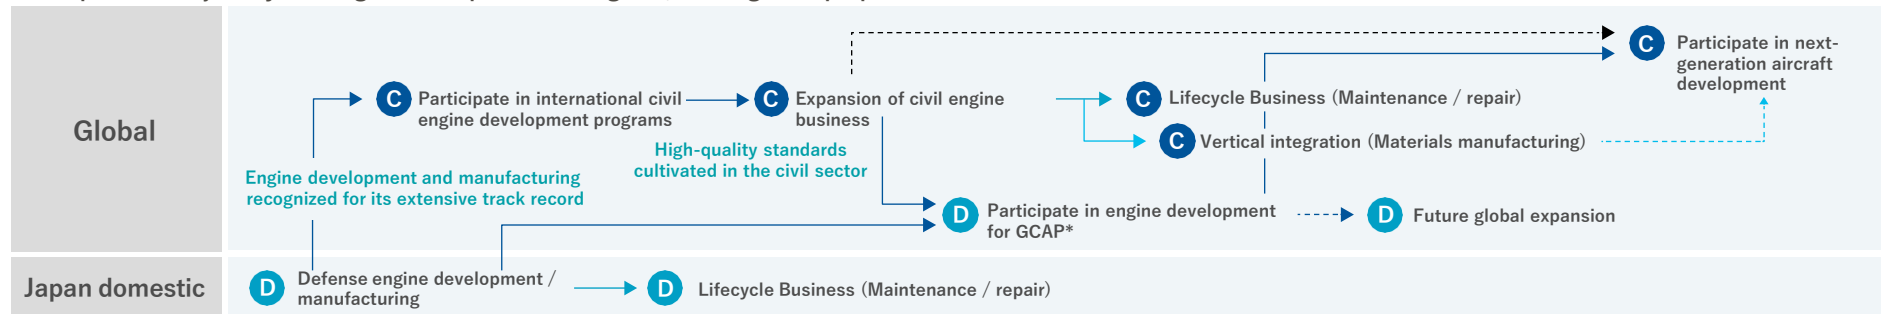 Global
C
Participate in international civil
engine development programs
C
Expansion of civil engine
business
C
Lifecycle Business (Maintenance / repair)
C
Vertical integration (Materials manufacturing)
C
Participate in next-
generation aircraft
development
Engine development and manufacturing
recognized for its extensive track record
High-quality standards
cultivated in the civil sector
D
Participate in engine development
for GCAP*
D
Future global expansion
Japan domestic
D
Defense engine development /
manufacturing
D
Lifecycle Business (Maintenance / repair)